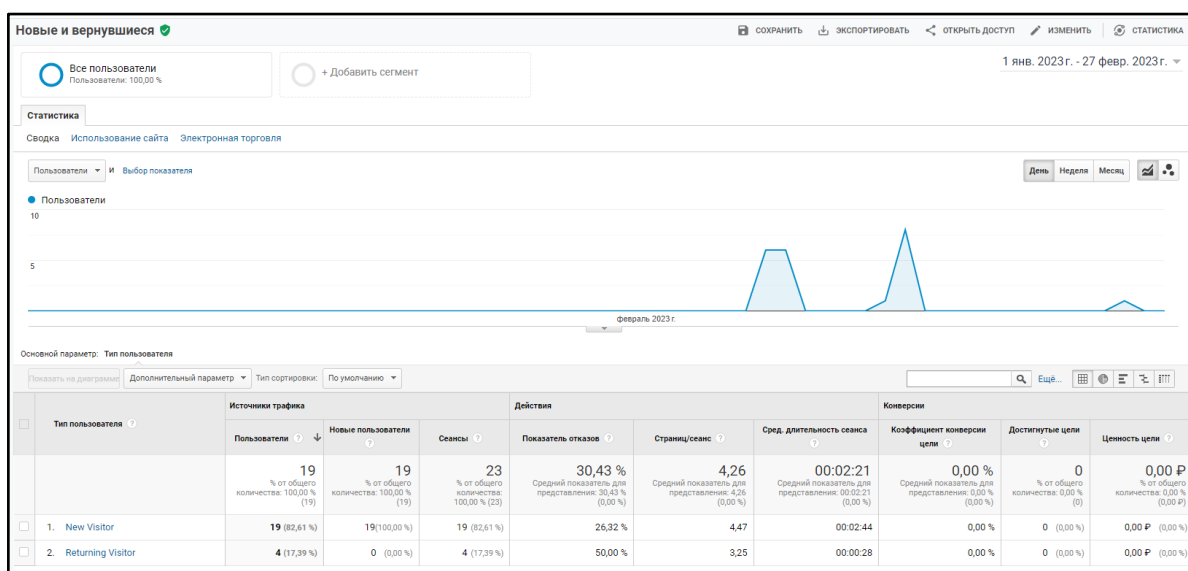 Новые и вернувшиеся
СОХРАНИТЬ ЭКСПОРТИРОВАТЬ ОТКРЫТЬ ДОСТУП ИЗМЕНИТЬ СТАТИСТИКА
Все пользователи
Пользователи: 100,00 %
+ Добавить сегмент
1 янв. 2023 г. - 27 февр. 2023 г.
Статистика
Сводка Использование сайта Электронная торговля
Пользователи И Выбор показателя
День Неделя Месяц
Пользователи
10
5
февраль 2023 г.
Основной параметр: Тип пользователя
Показать на диаграмме Дополнительный параметр Тип сортировки: По умолчанию Ещё...
Тип пользователя ?
Источники трафика Действия Конверсии
Пользователи ? Новые пользователи ? Сеансы ? Показатель отказов ? Страниц/сеанс ? Сред. длительность сеанса ? Коэффициент конверсии цели ? Достигнутые цели ? Ценность цели ?
19 19 23 30,43 % 4,26 00:02:21 0,00 % 0 0,00 ₽
% от общего количества: 100,00 % (19)
% от общего количества: 100,00 % (19)
% от общего количества: 100,00 % (23)
Средний показатель для представления: 30,43 % (0,00 %)
Средний показатель для представления: 4,26 (0,00 %)
Средний показатель для представления: 00:02:21 (0,00 %)
Средний показатель для представления: 0,00 % (0,00 %)
% от общего количества: 0,00 % (0)
% от общего количества: 0,00 % (0,00 ₽)
1. New Visitor 19 (82,61 %) 19(100,00 %) 19 (82,61 %) 26,32 % 4,47 00:02:44 0,00 % 0 (0,00 %) 0,00 ₽ (0,00 %)
2. Returning Visitor 4 (17,39 %) 0 (0,00 %) 4 (17,39 %) 50,00 % 3,25 00:00:28 0,00 % 0 (0,00 %) 0,00 ₽ (0,00 %)